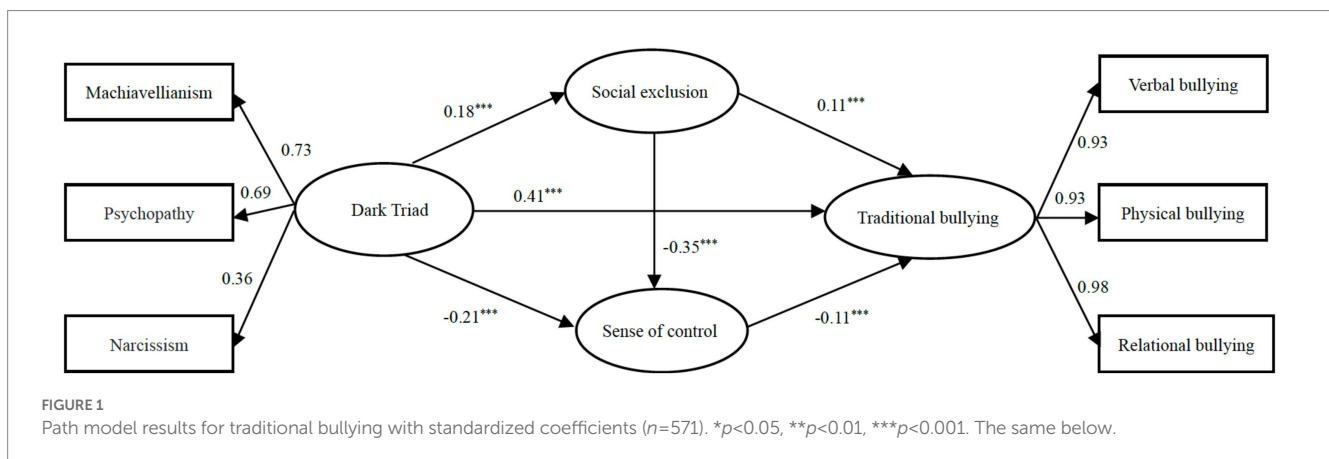 Machiavellianism
Psychopathy
Narcissism
0.73
0.69
0.36
Dark Triad
0.18***
0.41***
-0.21***
Social exclusion
-0.35***
Sense of control
0.11***
-0.11***
Traditional bullying
0.93
0.93
0.98
Verbal bullying
Physical bullying
Relational bullying
FIGURE 1
Path model results for traditional bullying with standardized coefficients (n=571). *p<0.05, **p<0.01, ***p<0.001. The same below.